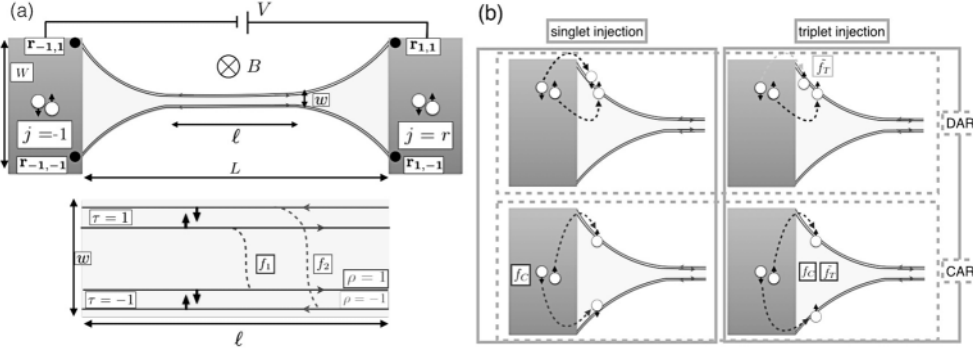 (a)
V
r−1,1
r1,1
⊗ B
W
w
j = -1
j = r
ℓ
r−1,−1
r1,−1
L
τ = 1
w
f1
f2
ρ = 1
τ = −1
ρ = −1
ℓ
(b)
singlet injection
triplet injection
f̃T
DAR
fC
fC f̃T
CAR